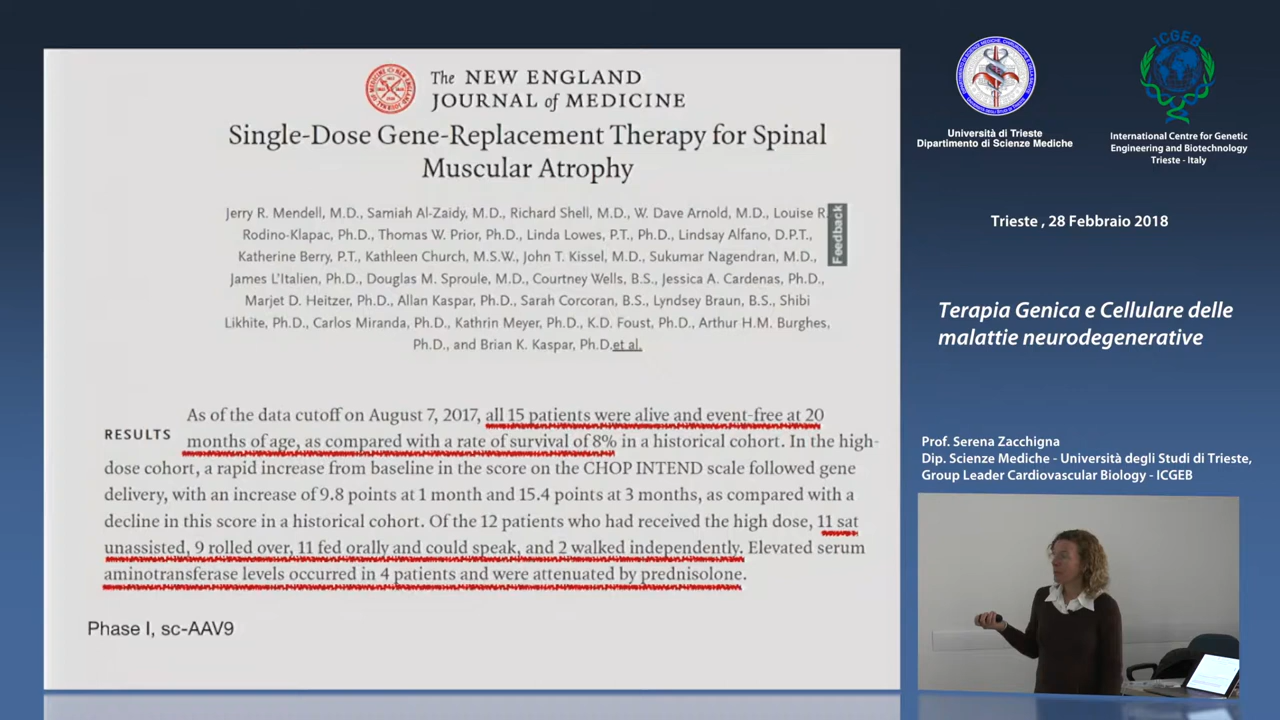 The NEW ENGLAND
JOURNAL of MEDICINE
Single-Dose Gene-Replacement Therapy for Spinal
Muscular Atrophy
Jerry R. Mendell, M.D., Samiah Al-Zaidy, M.D., Richard Shell, M.D., W. Dave Arnold, M.D., Louise R.
Rodino-Klapac, Ph.D., Thomas W. Prior, Ph.D., Linda Lowes, P.T., Ph.D., Lindsay Alfano, D.P.T.,
Katherine Berry, P.T., Kathleen Church, M.S.W., John T. Kissel, M.D., Sukumar Nagendran, M.D.,
James L'Italien, Ph.D., Douglas M. Sproule, M.D., Courtney Wells, B.S., Jessica A. Cardenas, Ph.D.,
Marjet D. Heitzer, Ph.D., Allan Kaspar, Ph.D., Sarah Corcoran, B.S., Lyndsey Braun, B.S., Shibi
Likhite, Ph.D., Carlos Miranda, Ph.D., Kathrin Meyer, Ph.D., K.D. Foust, Ph.D., Arthur H.M. Burghes,
Ph.D., and Brian K. Kaspar, Ph.D.et al.
Feedback
RESULTS
As of the data cutoff on August 7, 2017, all 15 patients were alive and event-free at 20
months of age, as compared with a rate of survival of 8% in a historical cohort. In the high-
dose cohort, a rapid increase from baseline in the score on the CHOP INTEND scale followed gene
delivery, with an increase of 9.8 points at 1 month and 15.4 points at 3 months, as compared with a
decline in this score in a historical cohort. Of the 12 patients who had received the high dose, 11 sat
unassisted, 9 rolled over, 11 fed orally and could speak, and 2 walked independently. Elevated serum
aminotransferase levels occurred in 4 patients and were attenuated by prednisolone.
Phase I, sc-AAV9
Università di Trieste
Dipartimento di Scienze Mediche
ICGEB
International Centre for Genetic
Engineering and Biotechnology
Trieste - Italy
Trieste , 28 Febbraio 2018
Terapia Genica e Cellulare delle
malattie neurodegenerative
Prof. Serena Zacchigna
Dip. Scienze Mediche - Università degli Studi di Trieste,
Group Leader Cardiovascular Biology - ICGEB